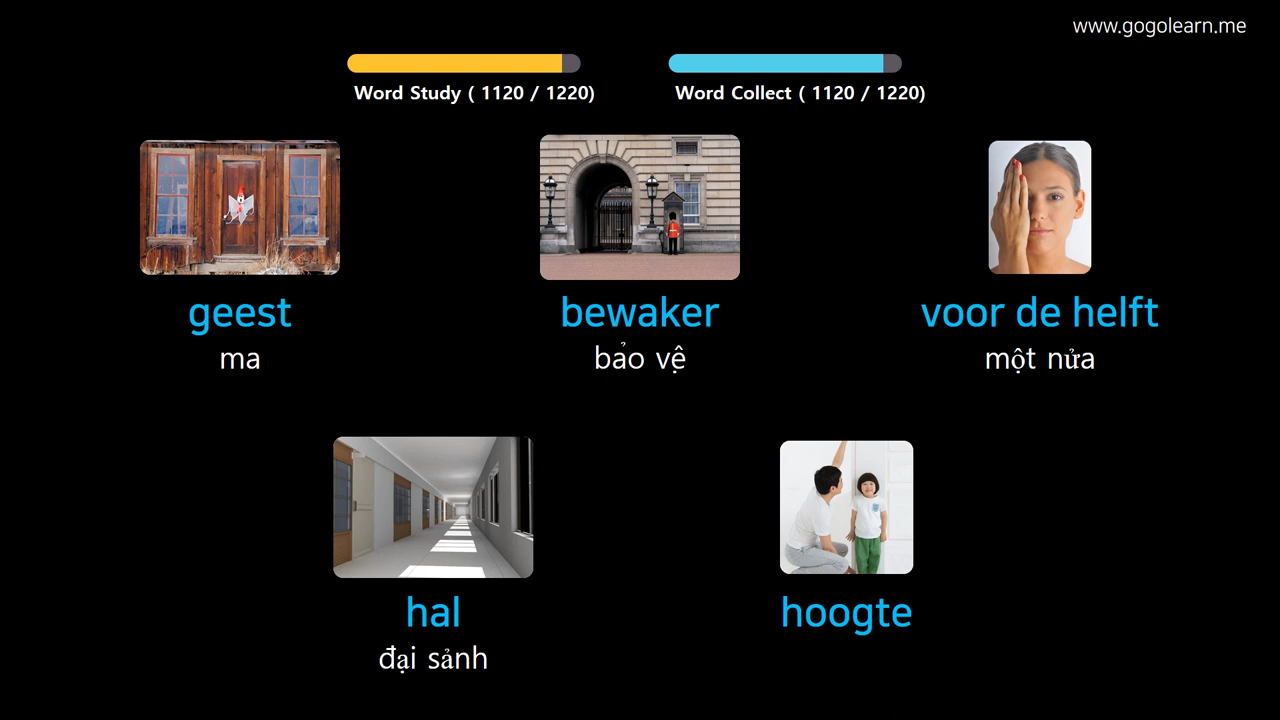 www.gogolearn.me
Word Study ( 1120 / 1220)
Word Collect ( 1120 / 1220)
geest
bewaker
voor de helft
ma
bảo vệ
một nửa
hal
hoogte
đại sảnh